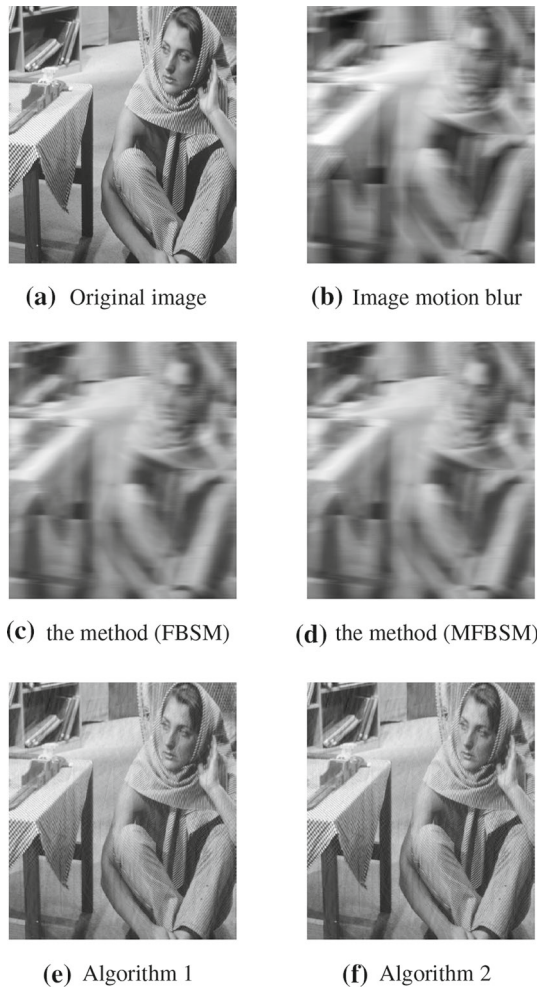 (a) Original image
(b) Image motion blur
(c) the method (FBSM)
(d) the method (MFBSM)
(e) Algorithm 1
(f) Algorithm 2